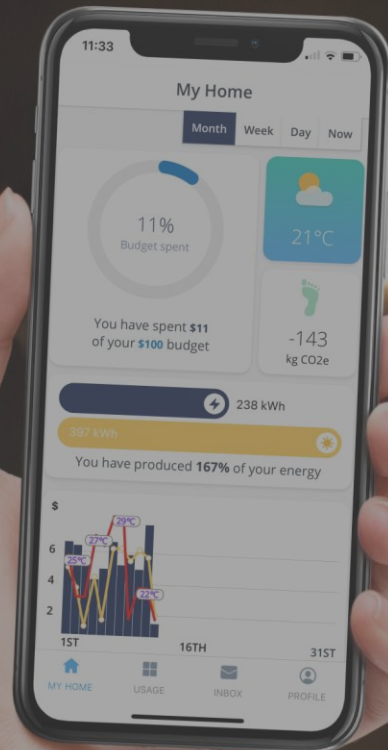 11:33
My Home
Month Week Day Now
11%
Budget spent
21°C
You have spent $11
of your $100 budget
-143
kg CO2e
238 kWh
397 kWh
You have produced 167% of your energy
$
6
4
2
25°C
27°C
29°C
22°C
1ST 16TH 31ST
MY HOME USAGE INBOX PROFILE